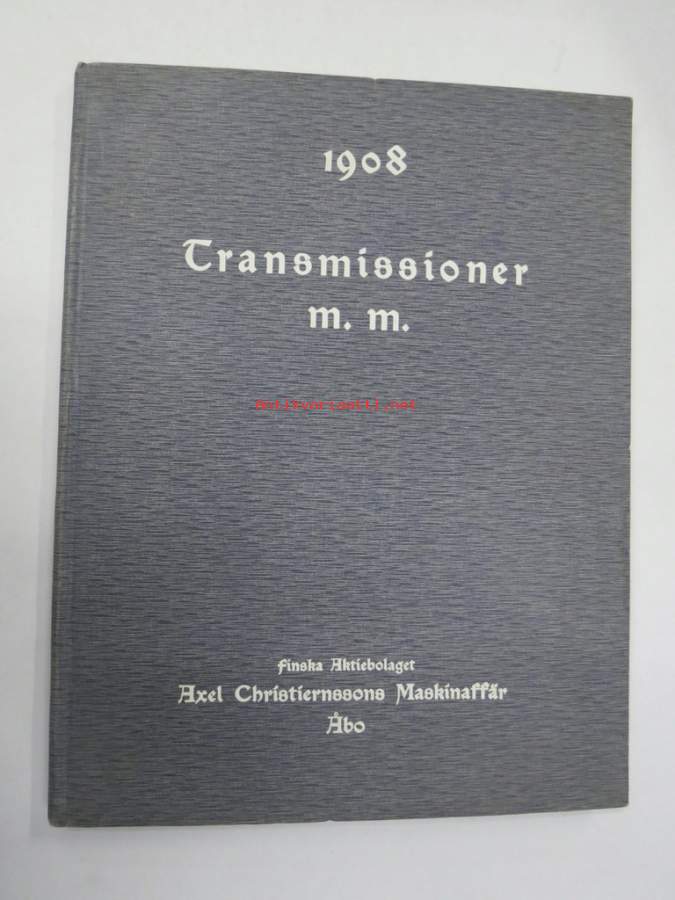 1908
Transmissioner
m. m.
Antikvariaatti.net
Finska Aktiebolaget
Axel Christiernssons Maskinaffär
Åbo